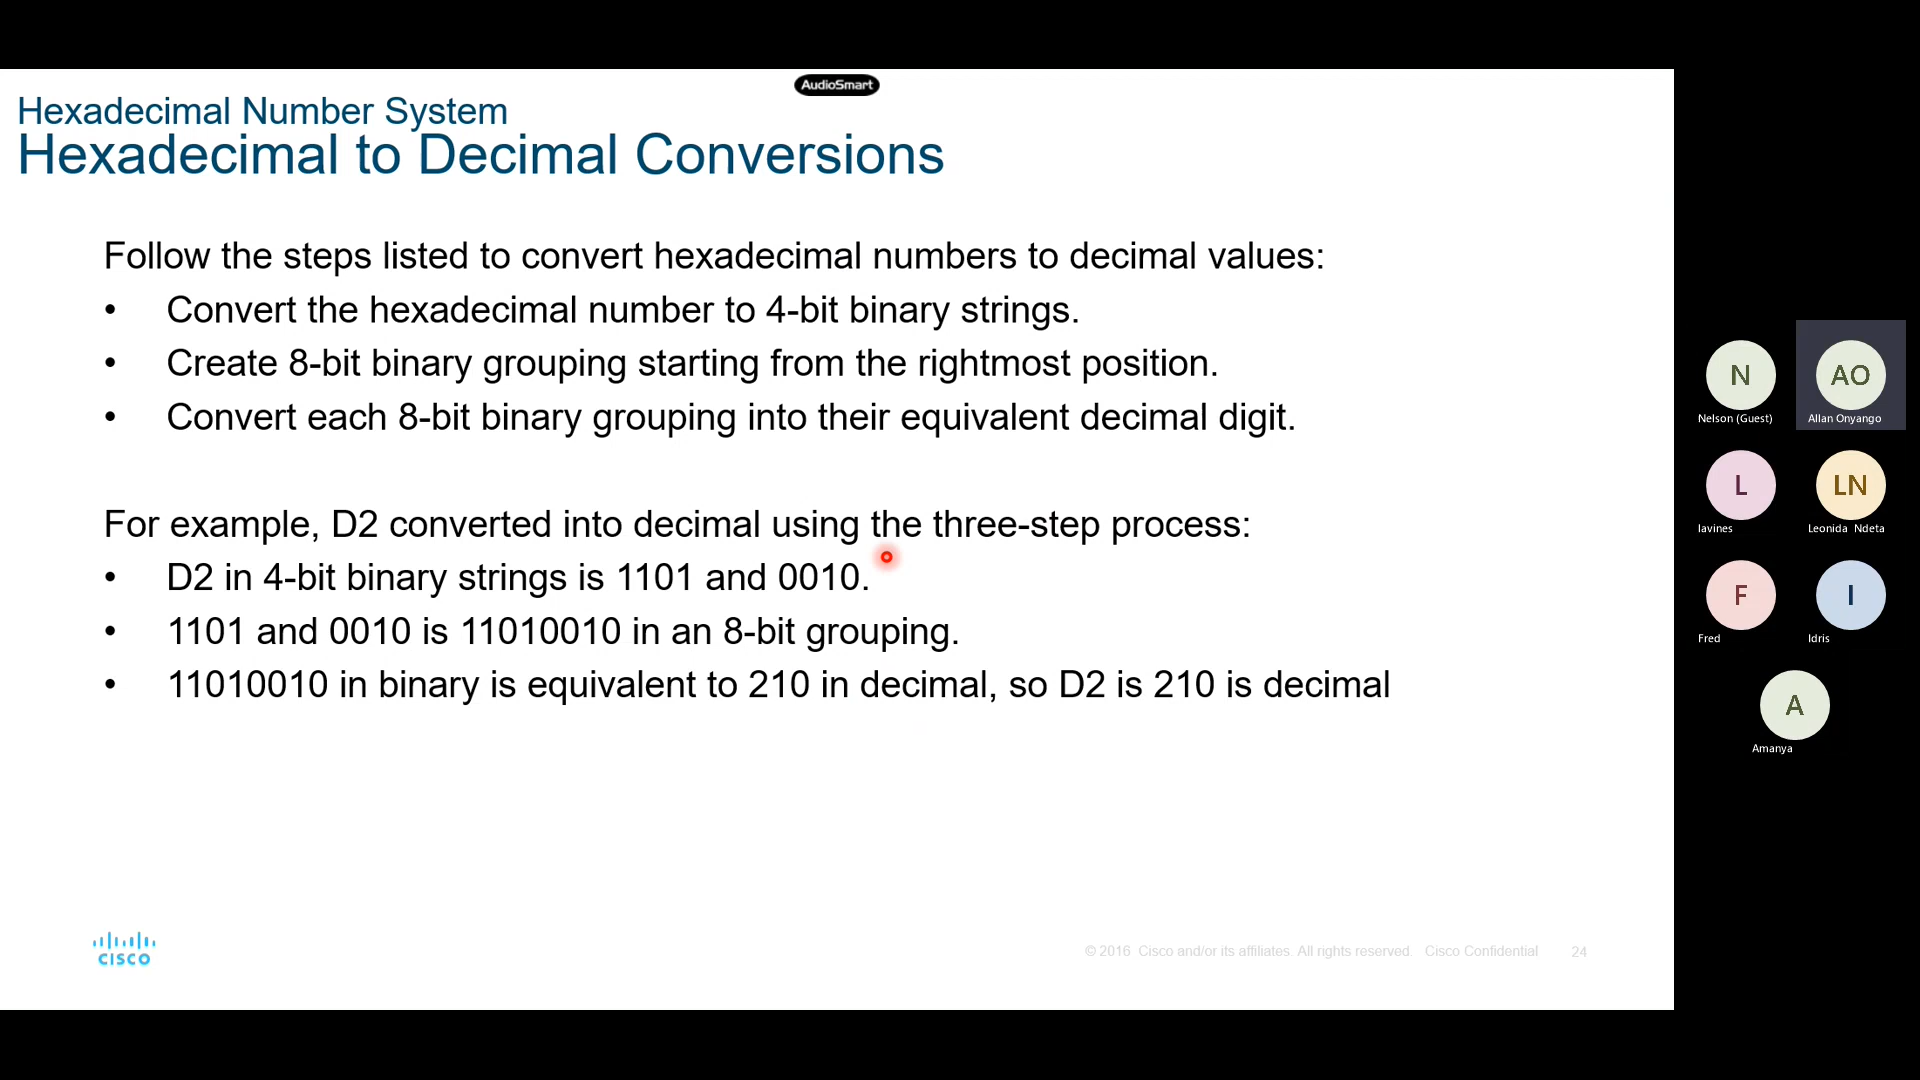 AudioSmart
Hexadecimal Number System
Hexadecimal to Decimal Conversions
Follow the steps listed to convert hexadecimal numbers to decimal values:
• Convert the hexadecimal number to 4-bit binary strings.
• Create 8-bit binary grouping starting from the rightmost position.
• Convert each 8-bit binary grouping into their equivalent decimal digit.
For example, D2 converted into decimal using the three-step process:
• D2 in 4-bit binary strings is 1101 and 0010.
• 1101 and 0010 is 11010010 in an 8-bit grouping.
• 11010010 in binary is equivalent to 210 in decimal, so D2 is 210 is decimal
CISCO
© 2016 Cisco and/or its affiliates. All rights reserved. Cisco Confidential 24
N AO
Nelson (Guest) Allan Onyango
L LN
lavines Leonida Ndeta
F I
Fred Idris
A
Amanya